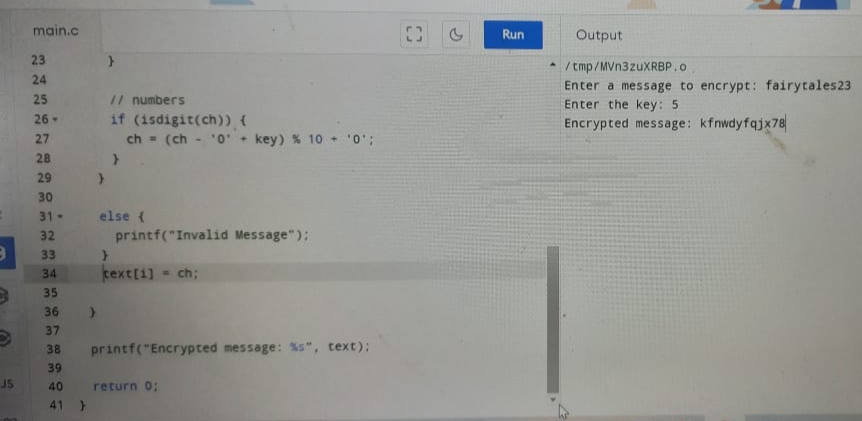 main.c
Run
Output
23 }
24
25 // numbers
26 if (isdigit(ch)) {
27 ch = (ch - '0' + key) % 10 + '0';
28 }
29 }
30
31 else {
32 printf("Invalid Message");
33 }
34 text[i] = ch;
35
36 }
37
38 printf("Encrypted message: %s", text);
39
40 return 0;
41 }
/tmp/MVn3zuXRBP.o
Enter a message to encrypt: fairytales23
Enter the key: 5
Encrypted message: kfnwdyfqjx78
JS